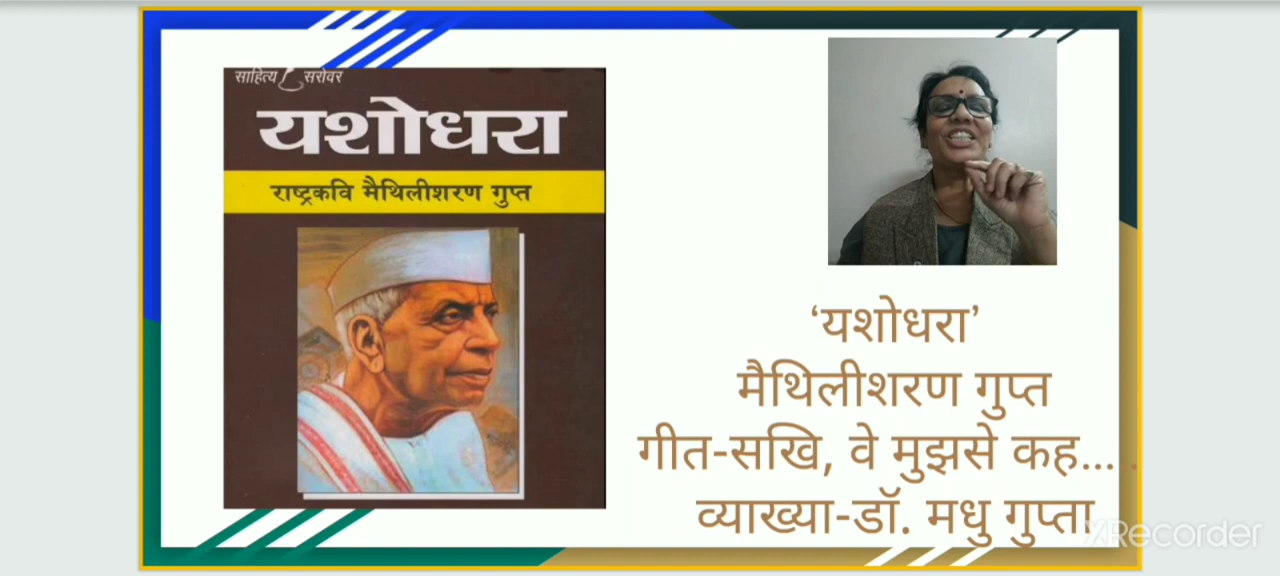 साहित्य सरोवर
यशोधरा
राष्ट्रकवि मैथिलीशरण गुप्त
‘यशोधरा’
मैथिलीशरण गुप्त
गीत-सखि, वे मुझसे कह....
व्याख्या-डॉ. मधु गुप्ता
XRecorder